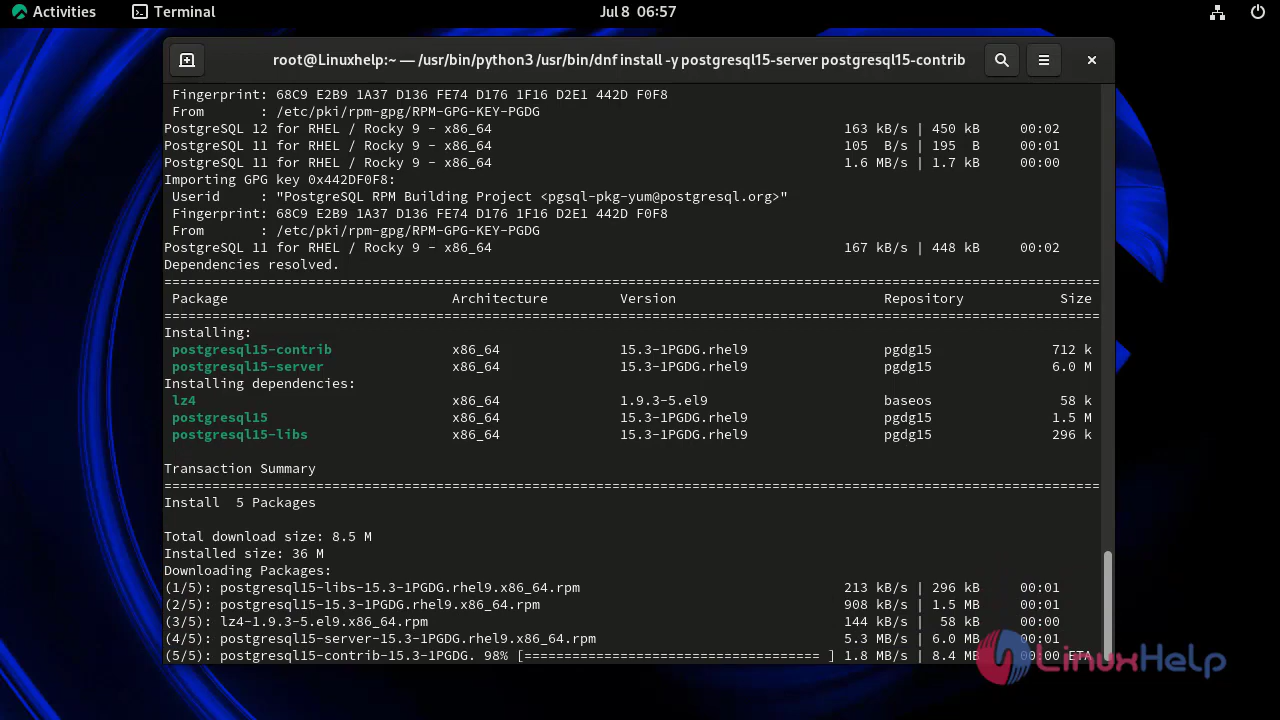 Activities Terminal Jul 8 06:57
root@Linuxhelp:~ — /usr/bin/python3 /usr/bin/dnf install -y postgresql15-server postgresql15-contrib
Fingerprint: 68C9 E2B9 1A37 D136 FE74 D176 1F16 D2E1 442D F0F8
From : /etc/pki/rpm-gpg/RPM-GPG-KEY-PGDG
PostgreSQL 12 for RHEL / Rocky 9 - x86_64 163 kB/s | 450 kB 00:02
PostgreSQL 11 for RHEL / Rocky 9 - x86_64 105 B/s | 195 B 00:01
PostgreSQL 11 for RHEL / Rocky 9 - x86_64 1.6 MB/s | 1.7 kB 00:00
Importing GPG key 0x442DF0F8:
Userid : "PostgreSQL RPM Building Project <pgsql-pkg-yum@postgresql.org>"
Fingerprint: 68C9 E2B9 1A37 D136 FE74 D176 1F16 D2E1 442D F0F8
From : /etc/pki/rpm-gpg/RPM-GPG-KEY-PGDG
PostgreSQL 11 for RHEL / Rocky 9 - x86_64 167 kB/s | 448 kB 00:02
Dependencies resolved.
================================================================================
Package Architecture Version Repository Size
================================================================================
Installing:
postgresql15-contrib x86_64 15.3-1PGDG.rhel9 pgdg15 712 k
postgresql15-server x86_64 15.3-1PGDG.rhel9 pgdg15 6.0 M
Installing dependencies:
lz4 x86_64 1.9.3-5.el9 baseos 58 k
postgresql15 x86_64 15.3-1PGDG.rhel9 pgdg15 1.5 M
postgresql15-libs x86_64 15.3-1PGDG.rhel9 pgdg15 296 k
Transaction Summary
================================================================================
Install 5 Packages
Total download size: 8.5 M
Installed size: 36 M
Downloading Packages:
(1/5): postgresql15-libs-15.3-1PGDG.rhel9.x86_64.rpm 213 kB/s | 296 kB 00:01
(2/5): postgresql15-15.3-1PGDG.rhel9.x86_64.rpm 908 kB/s | 1.5 MB 00:01
(3/5): lz4-1.9.3-5.el9.x86_64.rpm 144 kB/s | 58 kB 00:00
(4/5): postgresql15-server-15.3-1PGDG.rhel9.x86_64.rpm 5.3 MB/s | 6.0 MB 00:01
(5/5): postgresql15-contrib-15.3-1PGDG. 98% [===================================== ] 1.8 MB/s | 8.4 MB 00:00 ETA
LinuxHelp